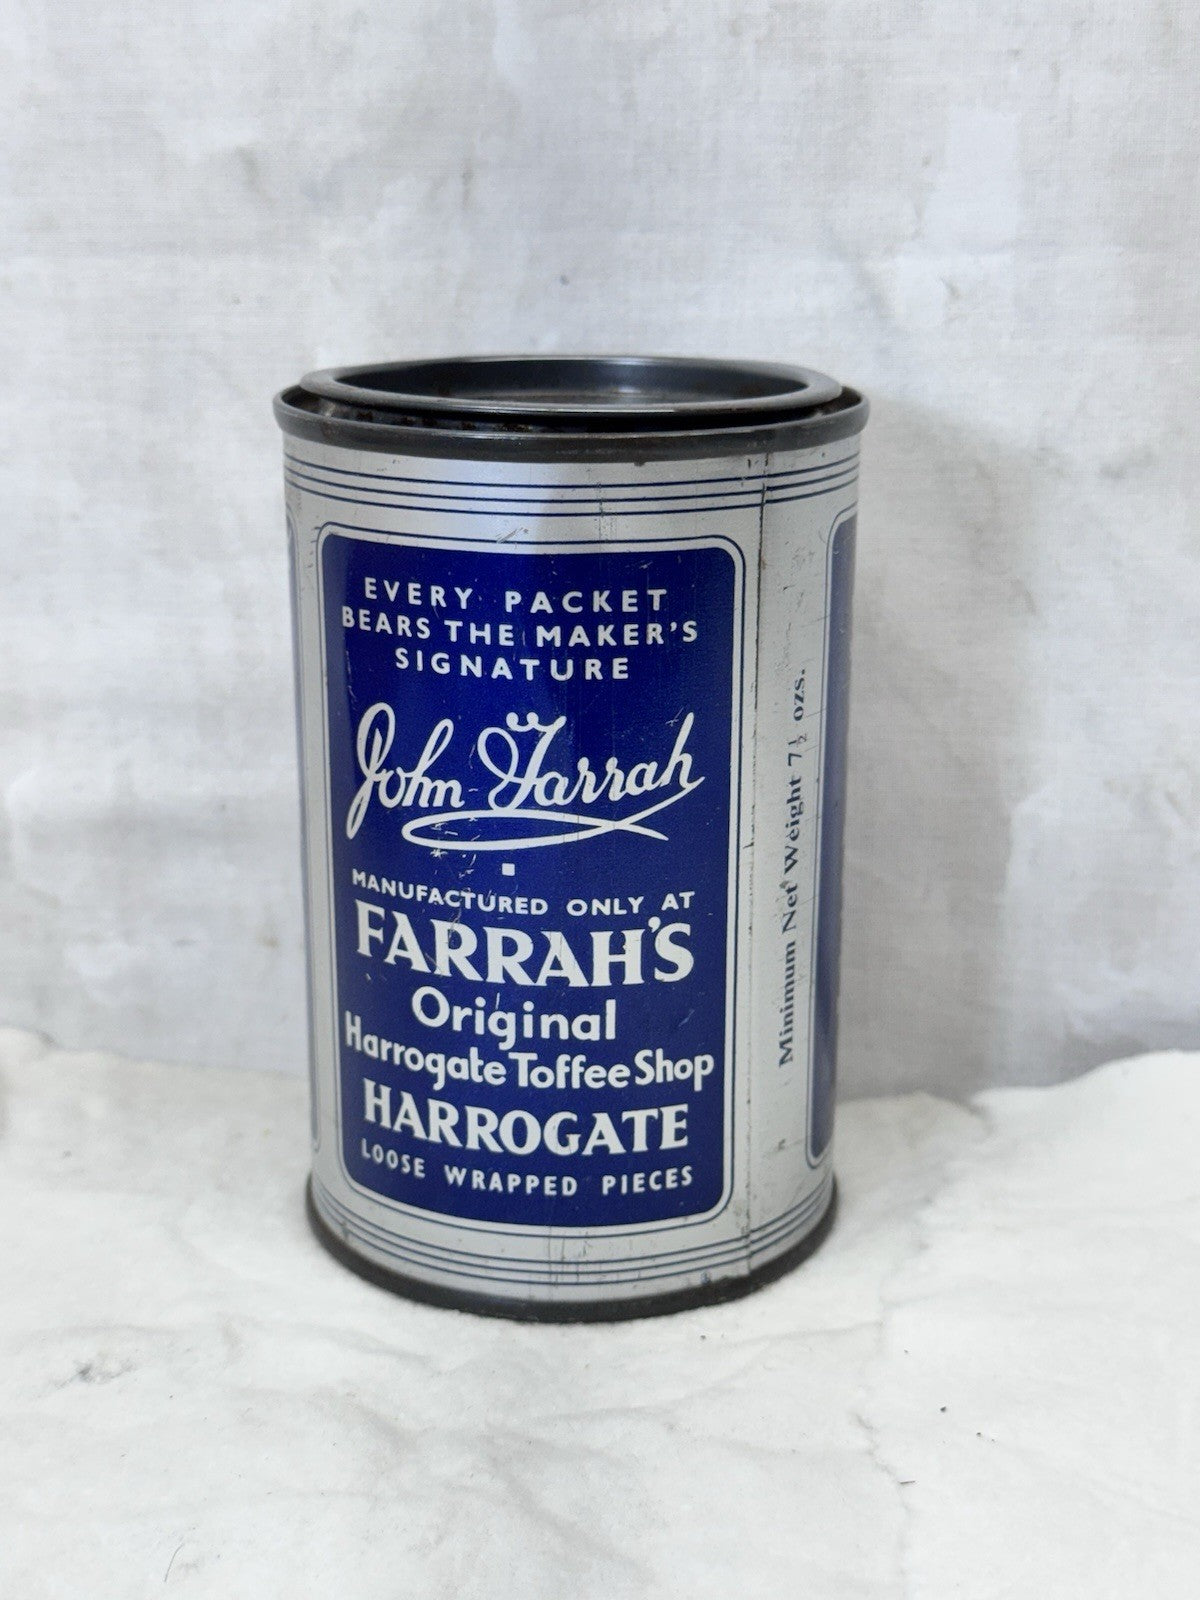 EVERY PACKET
BEARS THE MAKER'S
SIGNATURE
John Farrah
MANUFACTURED ONLY AT
FARRAH'S
Original
Harrogate Toffee Shop
HARROGATE
LOOSE WRAPPED PIECES
Minimum Net Weight 7½ ozs.